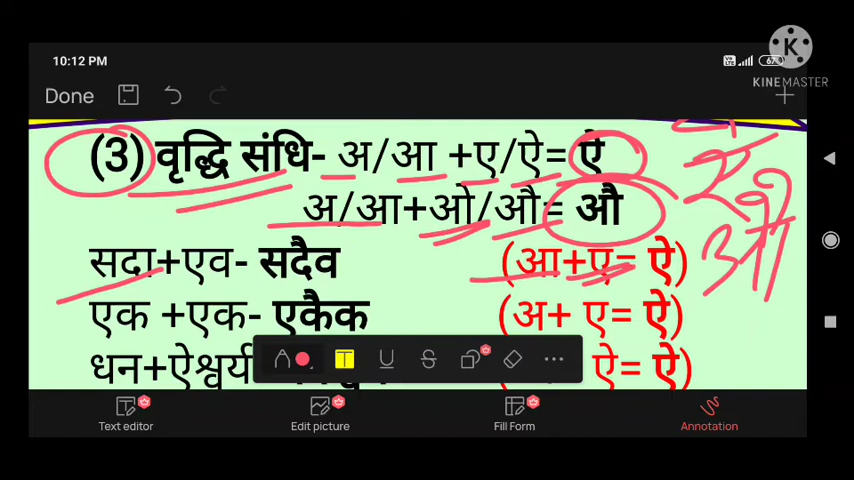 10:12 PM
67
KINEMASTER
Done
(3) वृद्धि संधि- अ/आ +ए/ऐ= ऐ
अ/आ+ओ/औ= औ
सदा+एव- सदैव (आ+ए= ऐ)
एक +एक- एकैक (अ+ ए= ऐ)
धन+ऐश्वर्य ऐ= ऐ)
Text editor
Edit picture
Fill Form
Annotation